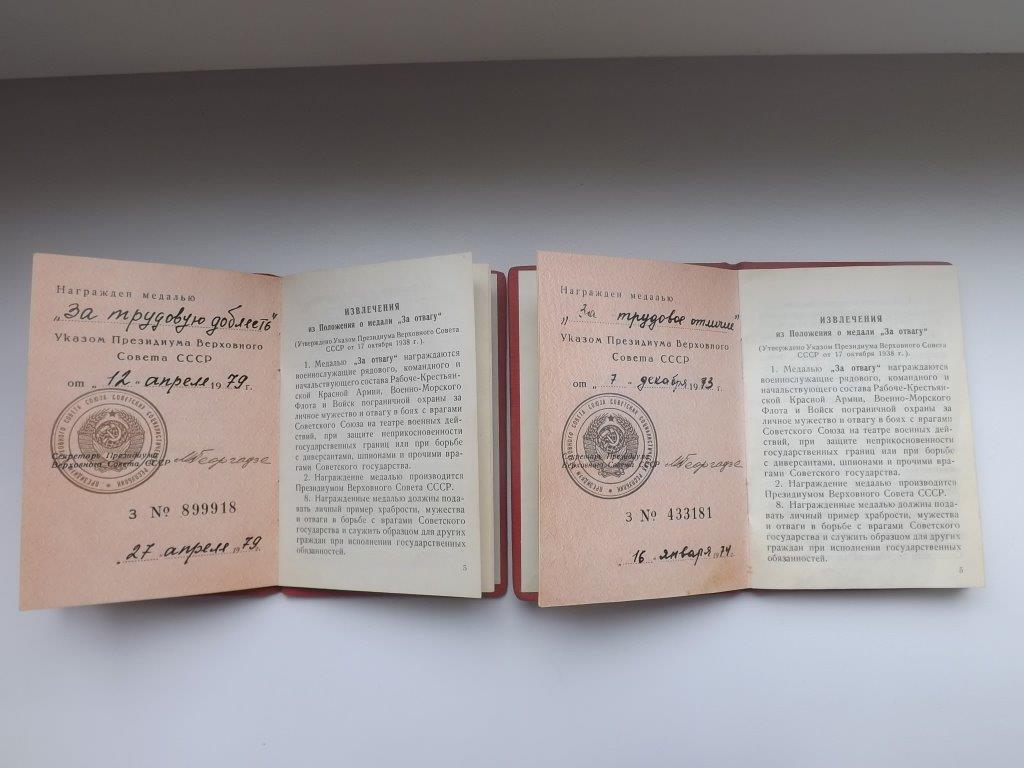 Награжден медалью
„За трудовую доблесть“
Указом Президиума Верховного
Совета СССР
от „12“ апреля 1979 г.
Секретарь Президиума
Верховного Совета СССР МГеоргадзе
З № 899918
„27“ апреля 1979г.
ИЗВЛЕЧЕНИЯ
из Положения о медали „За отвагу“
(Утверждено Указом Президиума Верховного Совета
СССР от 17 октября 1938 г.).
1. Медалью „За отвагу“ награждаются
военнослужащие рядового, командного и
начальствующего состава Рабоче-Крестьян-
ской Красной Армии, Военно-Морского
Флота и Войск пограничной охраны за
личное мужество и отвагу в боях с врагами
Советского Союза на театре военных дей-
ствий, при защите неприкосновенности
государственных границ или при борьбе
с диверсантами, шпионами и прочими вра-
гами Советского государства.
2. Награждение медалью производится
Президиумом Верховного Совета СССР.
8. Награжденные медалью должны пода-
вать личный пример храбрости, мужества
и отваги в борьбе с врагами Советского
государства и служить образцом для других
граждан при исполнении государственных
обязанностей.
5
Награжден медалью
„За трудовое отличие“
Указом Президиума Верховного
Совета СССР
от „7“ декабря 1973 г.
Секретарь Президиума
Верховного Совета СССР МГеоргадзе
З № 433181
„16“ января 1974г.
ИЗВЛЕЧЕНИЯ
из Положения о медали „За отвагу“
(Утверждено Указом Президиума Верховного Совета
СССР от 17 октября 1938 г.).
1. Медалью „За отвагу“ награждаются
военнослужащие рядового, командного и
начальствующего состава Рабоче-Крестьян-
ской Красной Армии, Военно-Морского
Флота и Войск пограничной охраны за
личное мужество и отвагу в боях с врагами
Советского Союза на театре военных дей-
ствий, при защите неприкосновенности
государственных границ или при борьбе
с диверсантами, шпионами и прочими вра-
гами Советского государства.
2. Награждение медалью производится
Президиумом Верховного Совета СССР.
8. Награжденные медалью должны пода-
вать личный пример храбрости, мужества
и отваги в борьбе с врагами Советского
государства и служить образцом для других
граждан при исполнении государственных
обязанностей.
5